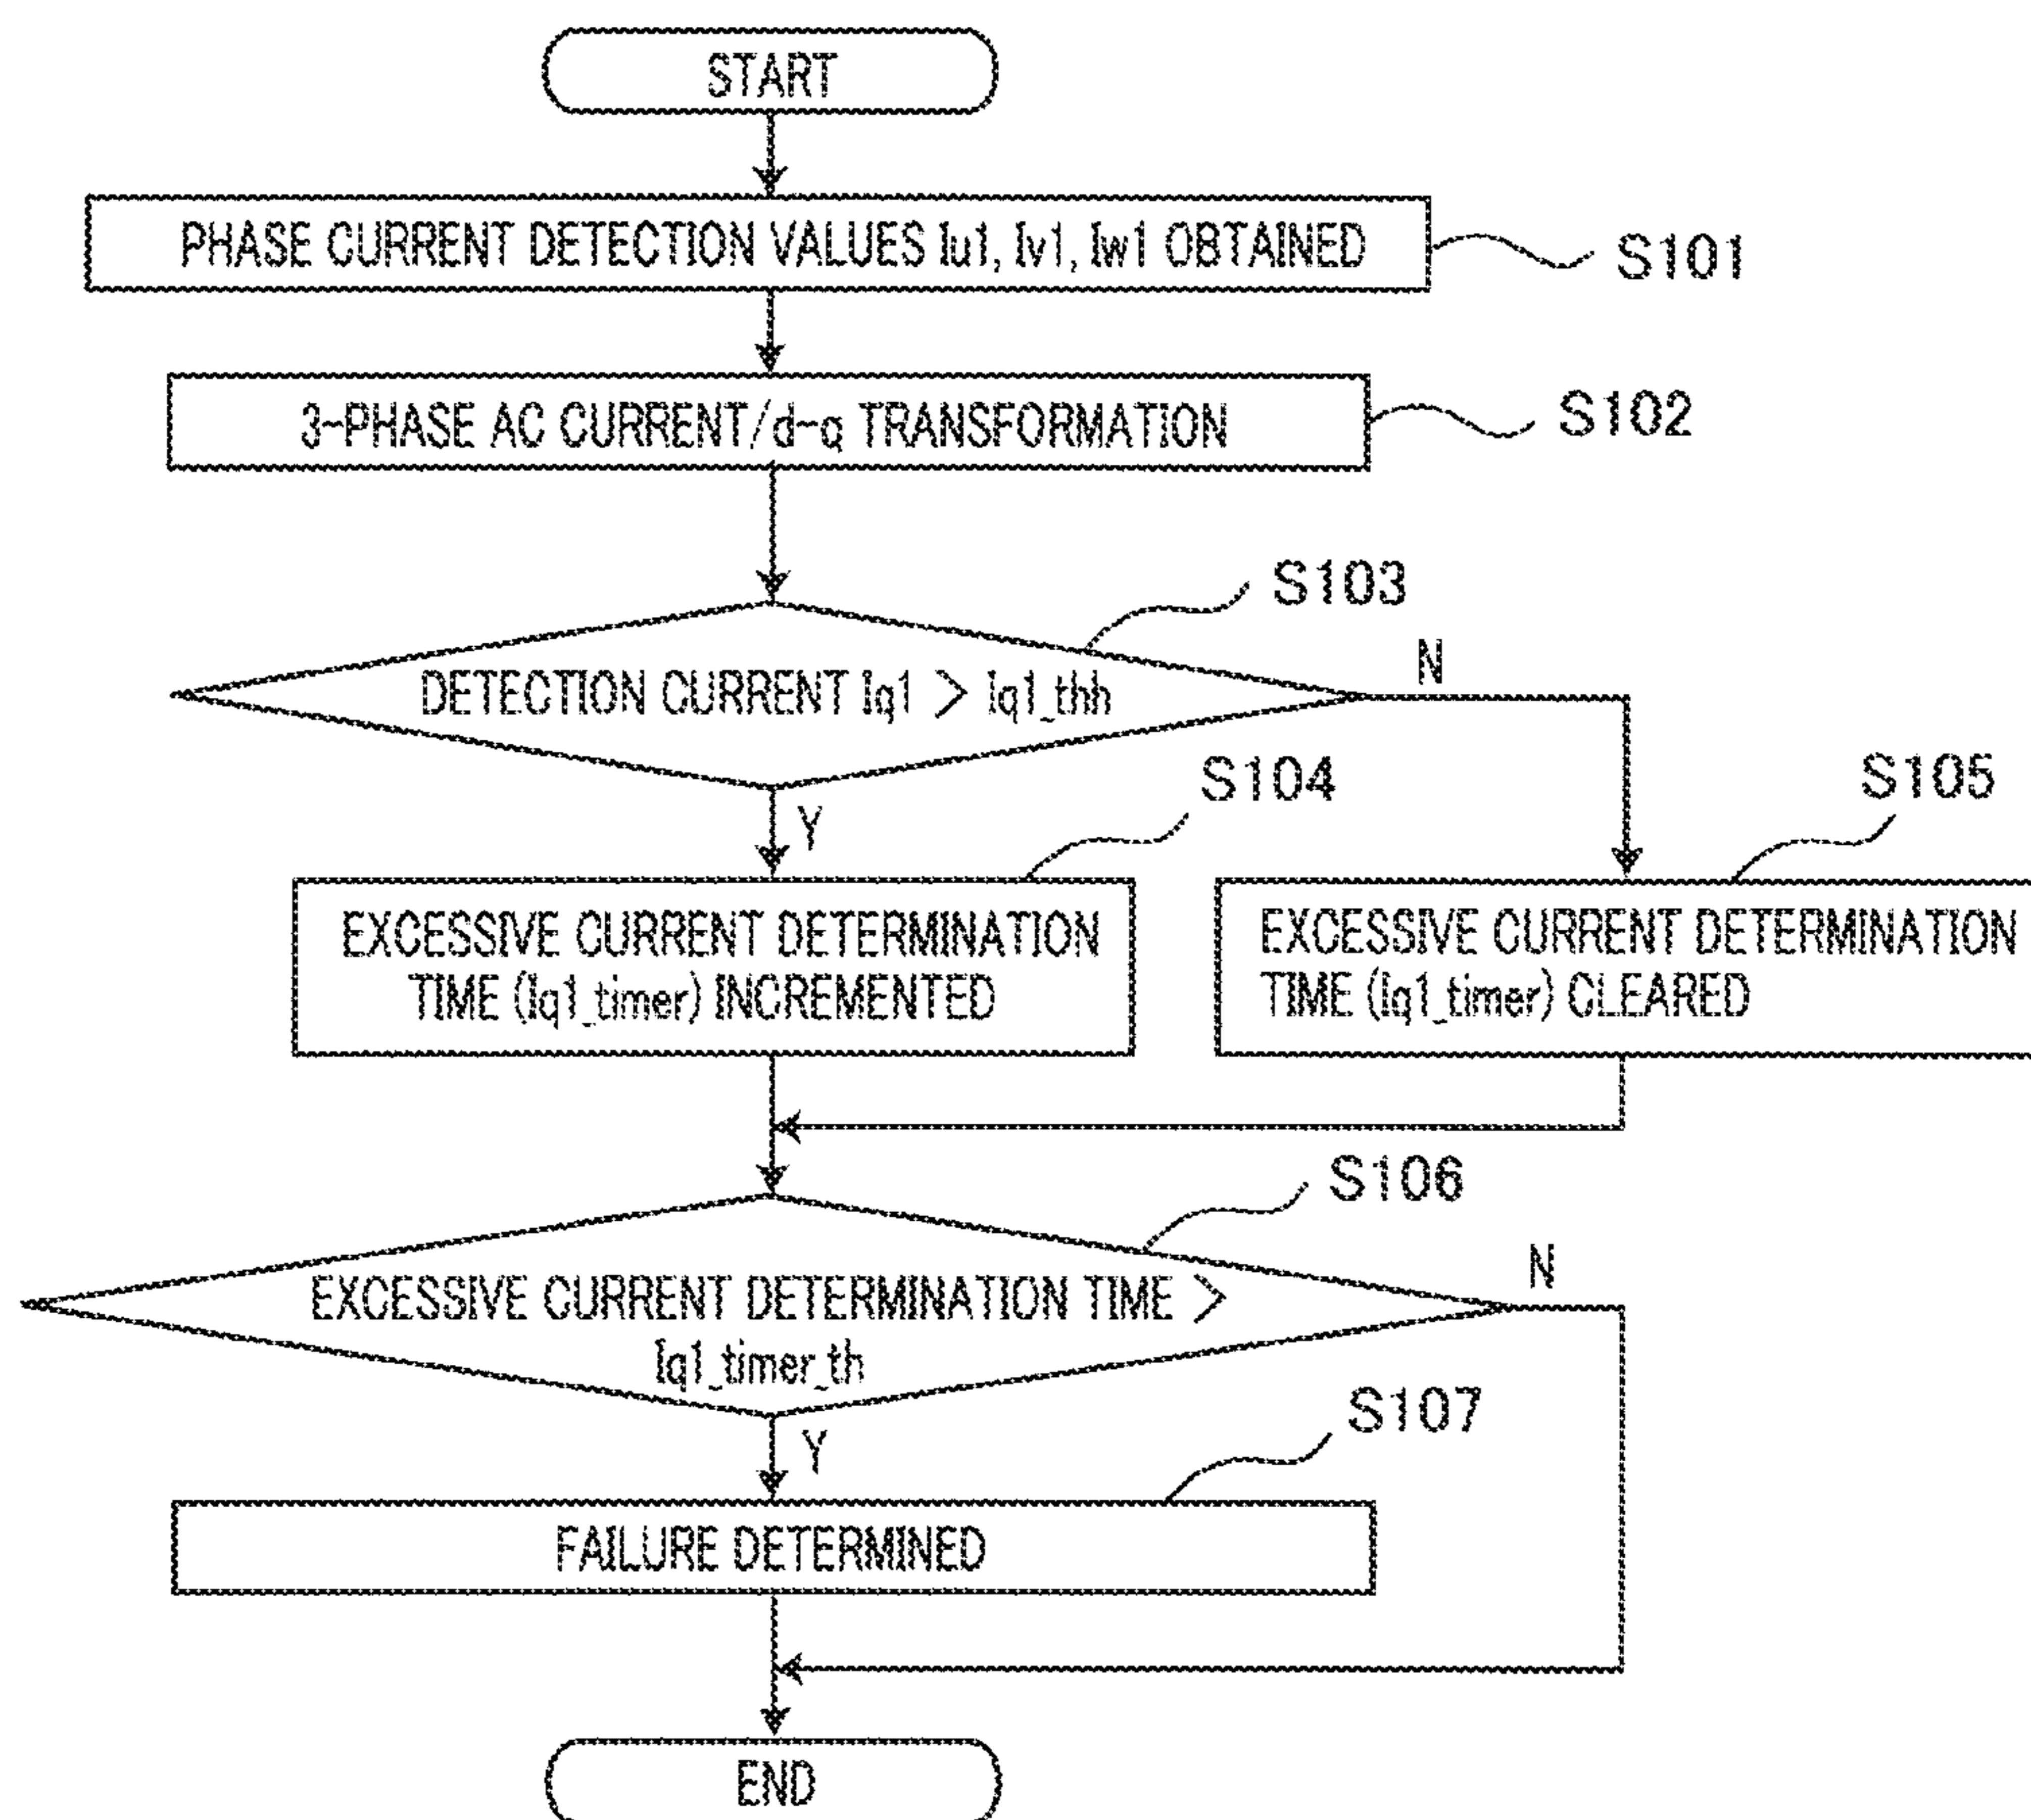 START
PHASE CURRENT DETECTION VALUES Iu1, Iv1, Iw1 OBTAINED
S101
3-PHASE AC CURRENT/d-q TRANSFORMATION
S102
S103
DETECTION CURRENT Iq1 > Iq1_thh
N
Y
S104
S105
EXCESSIVE CURRENT DETERMINATION
TIME (Iq1_timer) INCREMENTED
EXCESSIVE CURRENT DETERMINATION
TIME (Iq1_timer) CLEARED
S106
EXCESSIVE CURRENT DETERMINATION TIME >
Iq1_timer_th
N
Y
S107
FAILURE DETERMINED
END